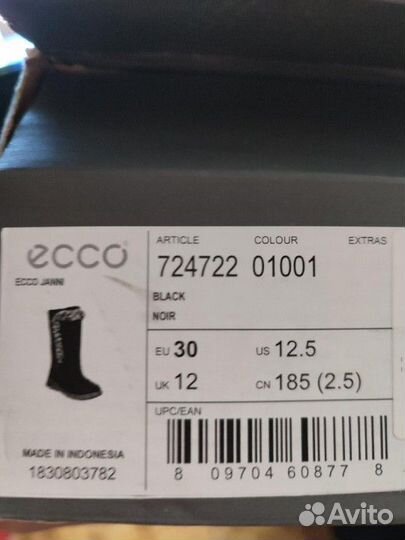 ecco
ECCO JANNI
MADE IN INDONESIA
1830803782
ARTICLE COLOUR EXTRAS
724722 01001
BLACK
NOIR
EU 30 US 12.5
UK 12 CN 185 (2.5)
UPC/EAN
8 09704 60877 8
Avito